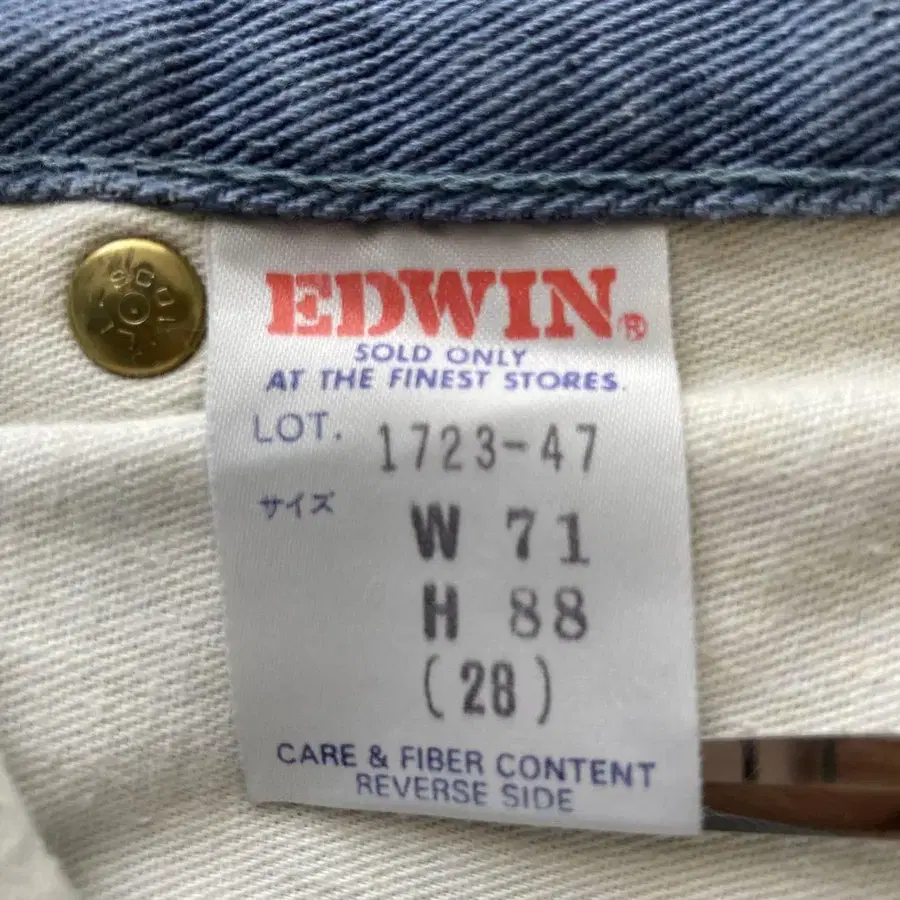 EDWIN®
SOLD ONLY
AT THE FINEST STORES.
LOT. 1723-47
サイズ
W 71
H 88
(28)
CARE & FIBER CONTENT
REVERSE SIDE